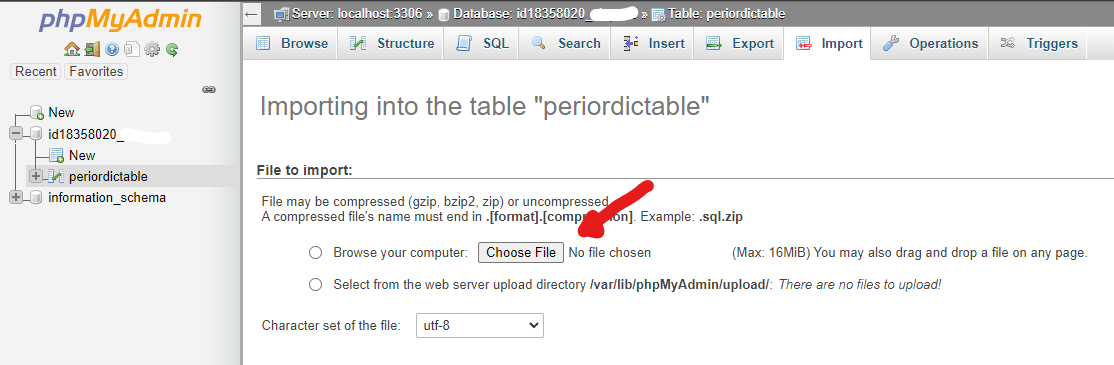 phpMyAdmin
Recent Favorites
New
id18358020_
New
periordictable
information_schema
Server: localhost:3306 » Database: id18358020_ » Table: periordictable
Browse Structure SQL Search Insert Export Import Operations Triggers
Importing into the table "periordictable"
File to import:
File may be compressed (gzip, bzip2, zip) or uncompressed
A compressed file's name must end in .[format].[compression]. Example: .sql.zip
Browse your computer: Choose File No file chosen (Max: 16MiB) You may also drag and drop a file on any page.
Select from the web server upload directory /var/lib/phpMyAdmin/upload/: There are no files to upload!
Character set of the file: utf-8